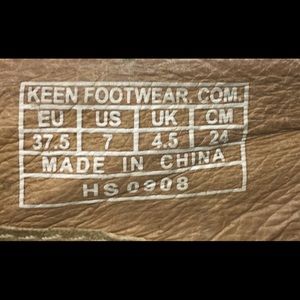 KEEN FOOTWEAR. COM.
EU US UK CM
37.5 7 4.5 24
MADE IN CHINA
HS0908